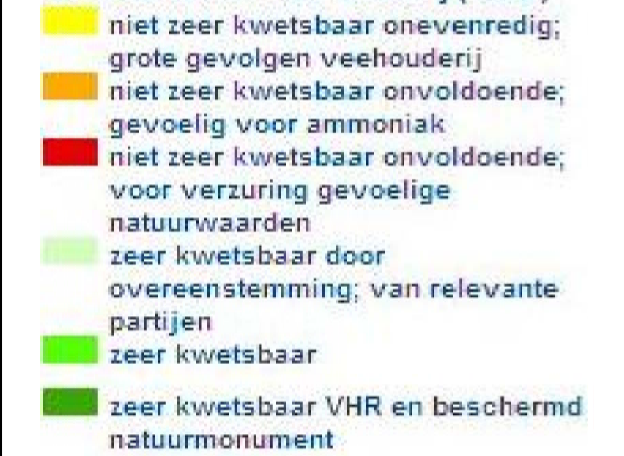 niet zeer kwetsbaar onevenredig;
grote gevolgen veehouderij
niet zeer kwetsbaar onvoldoende;
gevoelig voor ammoniak
niet zeer kwetsbaar onvoldoende;
voor verzuring gevoelige
natuurwaarden
zeer kwetsbaar door
overeenstemming; van relevante
partijen
zeer kwetsbaar
zeer kwetsbaar VHR en beschermd
natuurmonument